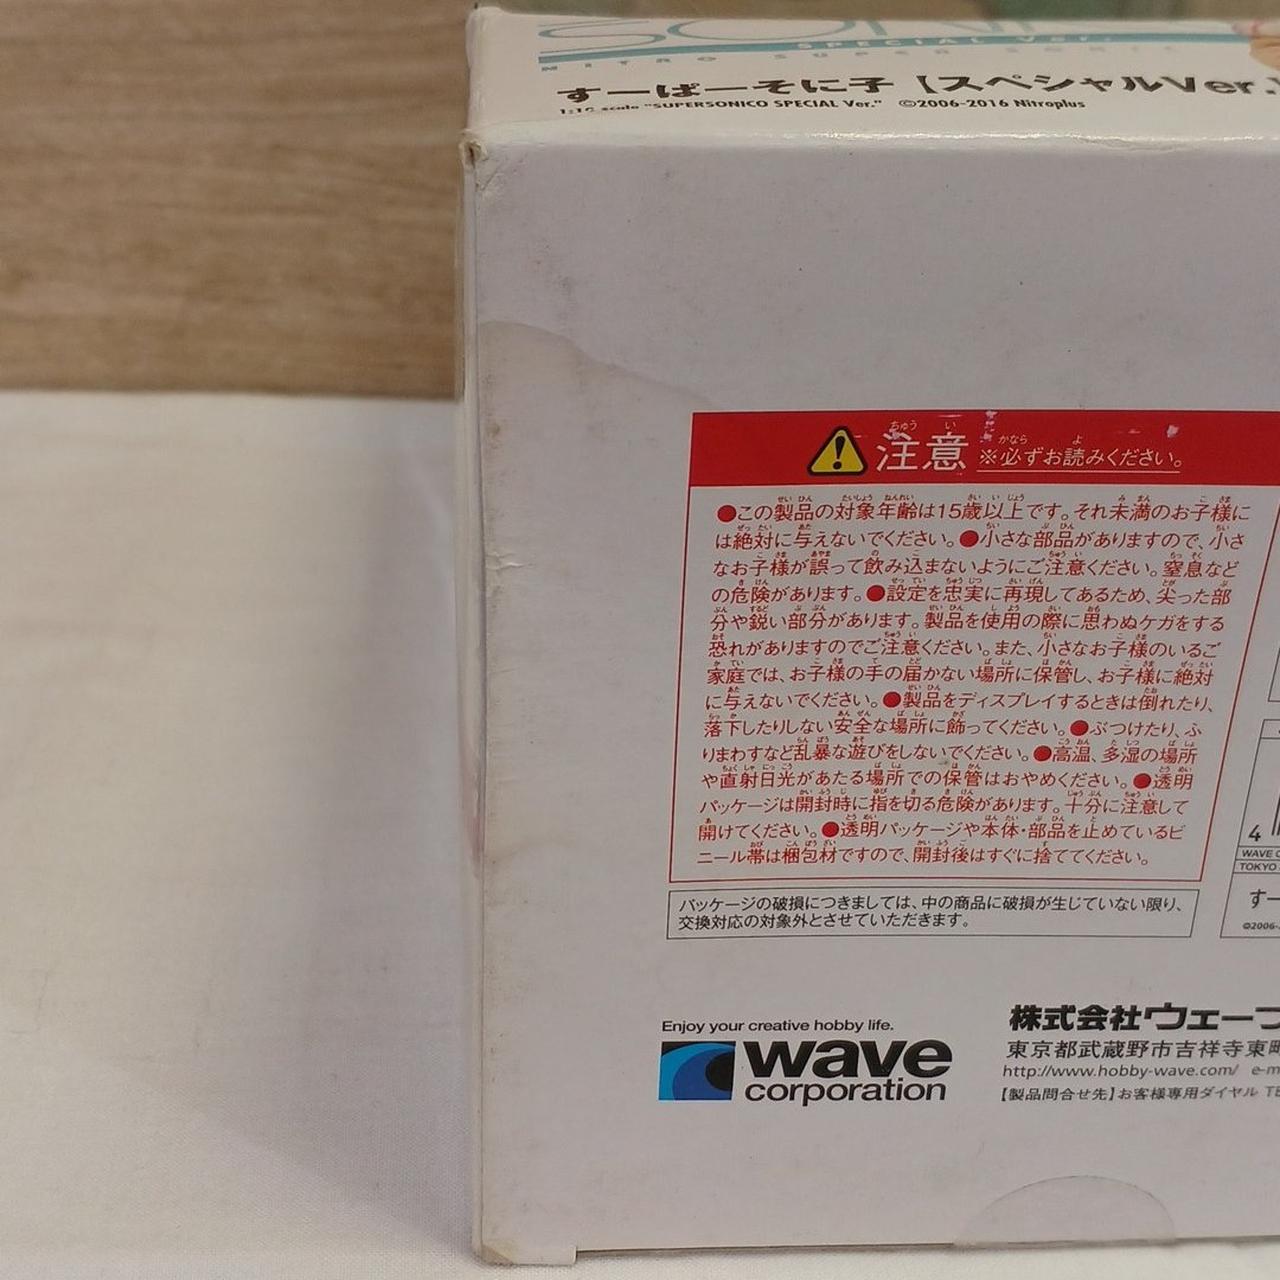 SPECIAL Ver.
NITRO SUPER SONIC
すーぱーそに子【スペシャルVer.】
"SUPERSONICO SPECIAL Ver." ©2006-2016 Nitroplus
注意 ※必ずお読みください。
●この製品の対象年齢は15歳以上です。それ未満のお子様に
は絶対に与えないでください。●小さな部品がありますので、小さ
なお子様が誤って飲み込まないようにご注意ください。窒息など
の危険があります。●設定を忠実に再現してあるため、尖った部
分や鋭い部分があります。製品を使用の際に思わぬケガをする
恐れがありますのでご注意ください。また、小さなお子様のいるご
家庭では、お子様の手の届かない場所に保管し、お子様に絶対
に与えないでください。●製品をディスプレイするときは倒れたり、
落下したりしない安全な場所に飾ってください。●ぶつけたり、ふ
りまわすなど乱暴な遊びをしないでください。●高温、多湿の場所
や直射日光があたる場所での保管はおやめください。●透明
パッケージは開封時に指を切る危険があります。十分に注意して
開けてください。●透明パッケージや本体・部品を止めているビ
ニール帯は梱包材ですので、開封後はすぐに捨ててください。
パッケージの破損につきましては、中の商品に破損が生じていない限り、
交換対応の対象外とさせていただきます。
4
WAVE
TOKYO
すー
©2006-
Enjoy your creative hobby life.
wave
corporation
株式会社ウェーブ
東京都武蔵野市吉祥寺東町
http://www.hobby-wave.com/ e-m
【製品問合せ先】お客様専用ダイヤル TE